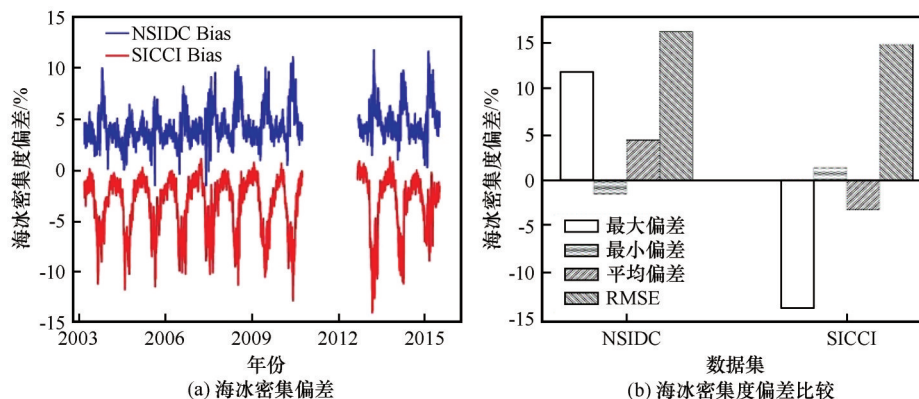 海冰密集度偏差/%
15
10
5
0
-5
-10
-15
NSIDC Bias
SICCI Bias
2003 2006 2009 2012 2015
年份
(a) 海冰密集偏差
海冰密集度偏差/%
15
10
5
0
-5
-10
-15
最大偏差
最小偏差
平均偏差
RMSE
NSIDC SICCI
数据集
(b) 海冰密集度偏差比较